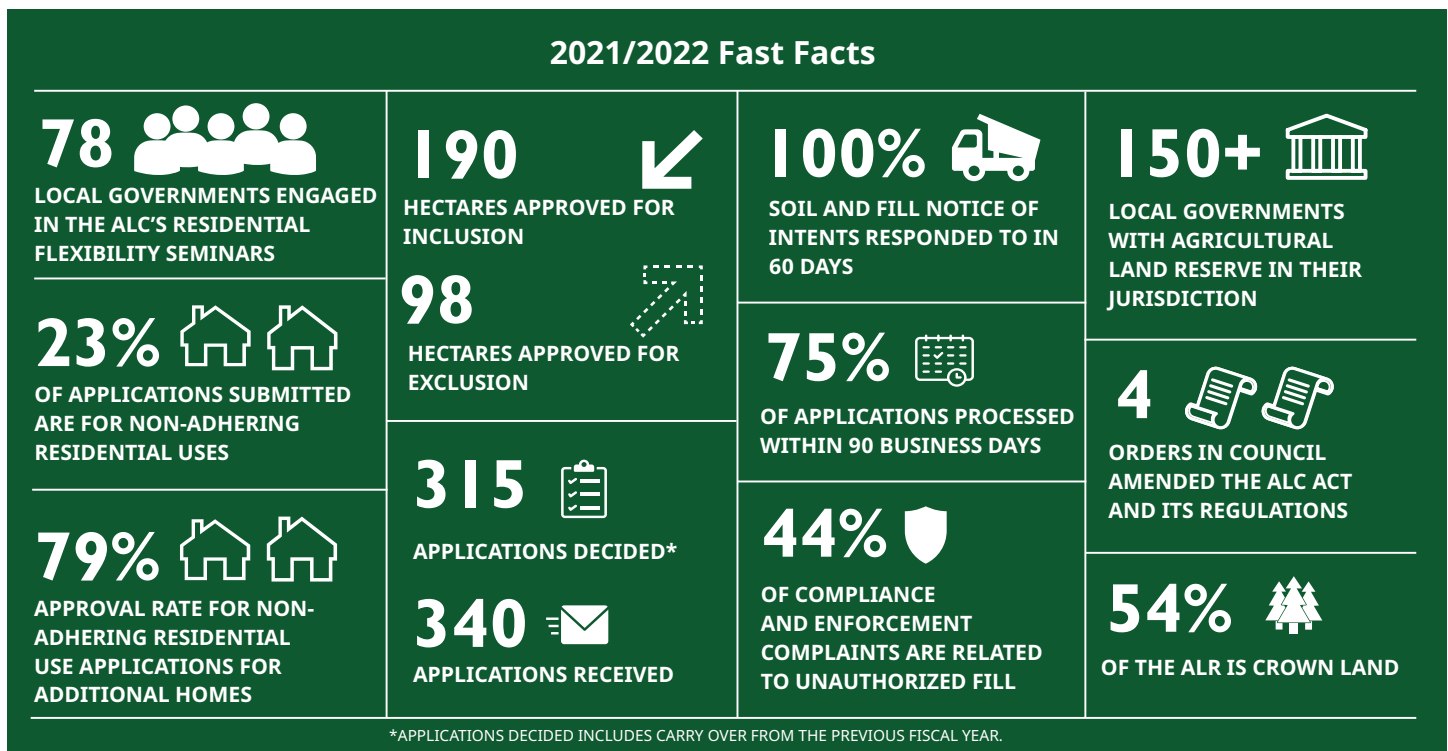 2021/2022 Fast Facts
78
LOCAL GOVERNMENTS ENGAGED
IN THE ALC’S RESIDENTIAL
FLEXIBILITY SEMINARS
23%
OF APPLICATIONS SUBMITTED
ARE FOR NON-ADHERING
RESIDENTIAL USES
79%
APPROVAL RATE FOR NON-
ADHERING RESIDENTIAL
USE APPLICATIONS FOR
ADDITIONAL HOMES
190
HECTARES APPROVED FOR
INCLUSION
98
HECTARES APPROVED FOR
EXCLUSION
315
APPLICATIONS DECIDED*
340
APPLICATIONS RECEIVED
100%
SOIL AND FILL NOTICE OF
INTENTS RESPONDED TO IN
60 DAYS
75%
OF APPLICATIONS PROCESSED
WITHIN 90 BUSINESS DAYS
44%
OF COMPLIANCE
AND ENFORCEMENT
COMPLAINTS ARE RELATED
TO UNAUTHORIZED FILL
150+
LOCAL GOVERNMENTS
WITH AGRICULTURAL
LAND RESERVE IN THEIR
JURISDICTION
4
ORDERS IN COUNCIL
AMENDED THE ALC ACT
AND ITS REGULATIONS
54%
OF THE ALR IS CROWN LAND
*APPLICATIONS DECIDED INCLUDES CARRY OVER FROM THE PREVIOUS FISCAL YEAR.